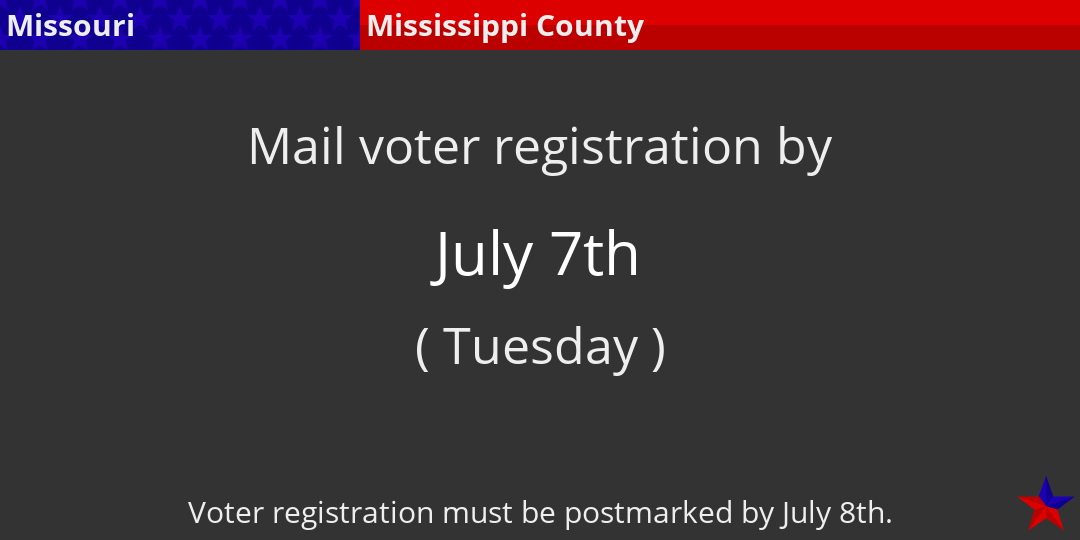 Missouri
Mississippi County
Mail voter registration by
July 7th
( Tuesday )
Voter registration must be postmarked by July 8th.